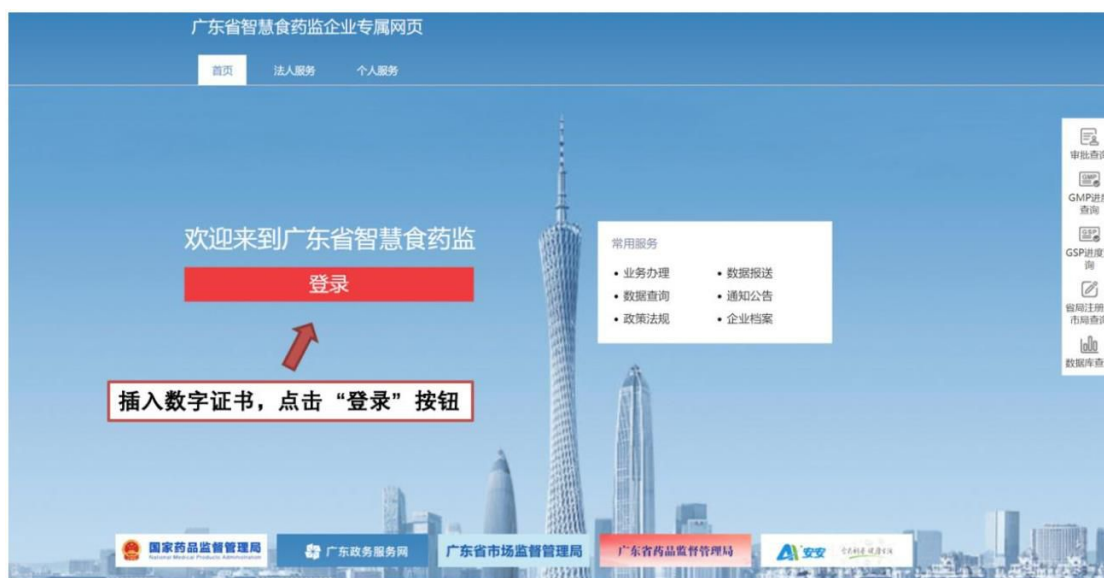 广东省智慧食药监企业专属网页
首页 法人服务 个人服务
审批查询
GMP进度
查询
GSP进度
询
省局注册
市局查询
数据库查
欢迎来到广东省智慧食药监
登录
常用服务
• 业务办理 • 数据报送
• 数据查询 • 通知公告
• 政策法规 • 企业档案
插入数字证书，点击“登录”按钮
国家药品监督管理局
National Medical Products Administration
广东政务服务网
广东省市场监督管理局
广东省药品监督管理局
安安